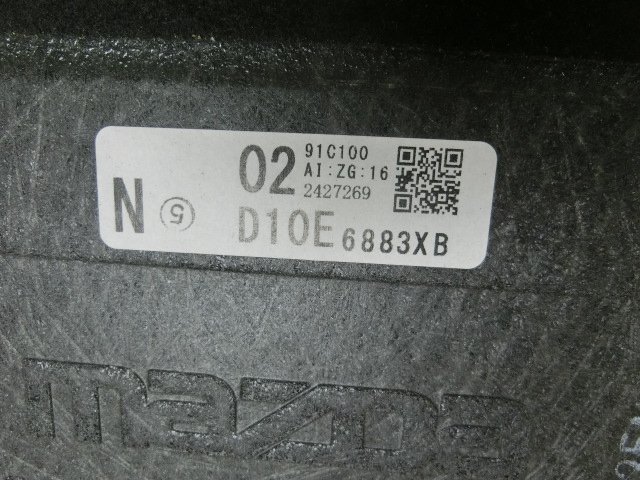 02 91C100
AI:ZG:16
2427269
N ⑤ D10E 6883XB
mazda